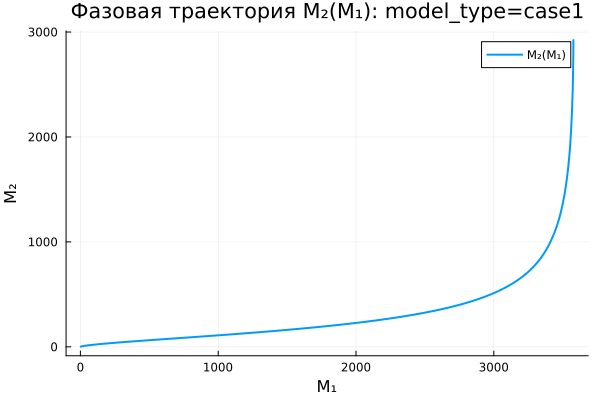 Фазовая траектория M₂(M₁): model_type=case1
M₂(M₁)
3000
2000
1000
0
M₂
0 1000 2000 3000
M₁